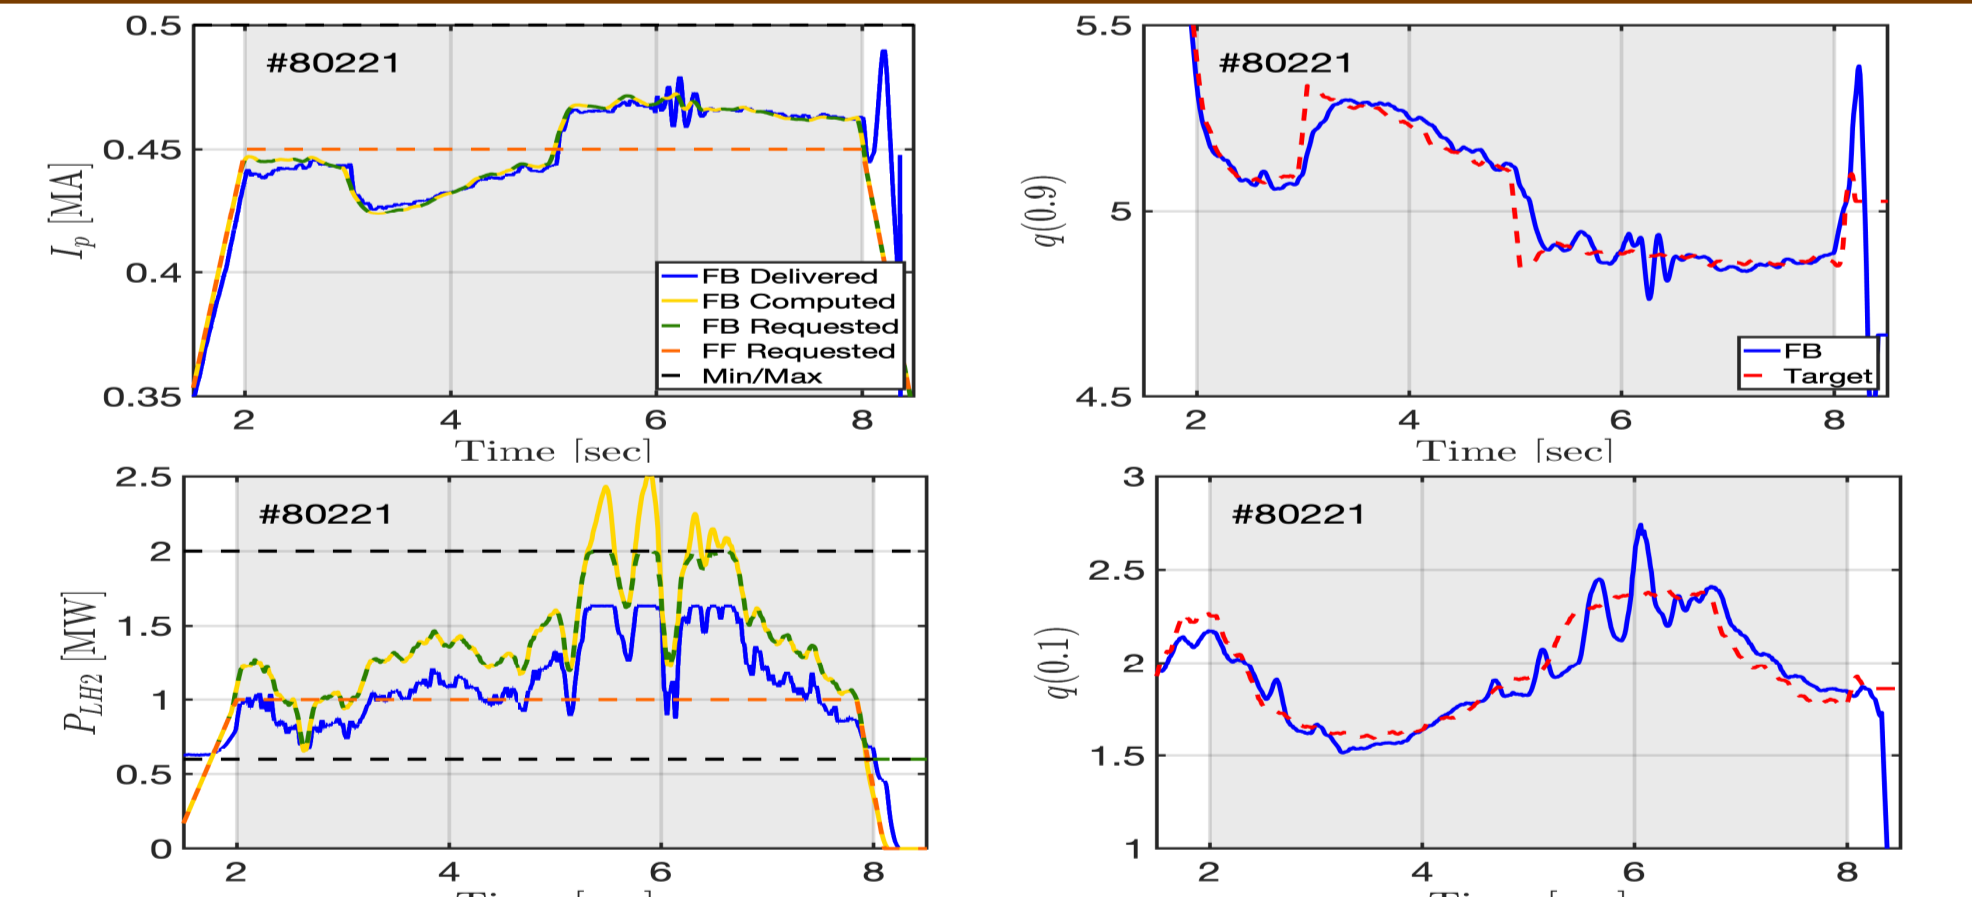 0.5
0.45
0.4
0.35
I_p [MA]
#80221
FB Delivered
FB Computed
FB Requested
FF Requested
Min/Max
2 4 6 8
Time [sec]
5.5
5
4.5
q(0.9)
#80221
FB
Target
2 4 6 8
Time [sec]
2.5
2
1.5
1
0.5
0
P_{LH2} [MW]
#80221
2 4 6 8
3
2.5
2
1.5
1
q(0.1)
#80221
2 4 6 8